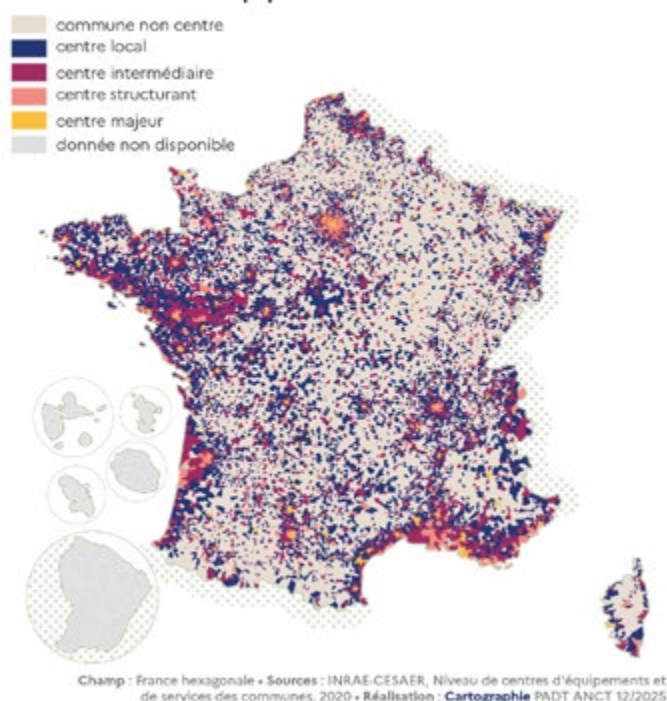 commune non centre
centre local
centre intermédiaire
centre structurant
centre majeur
donnée non disponible
Champ : France hexagonale • Sources : INRAE-CESAER, Niveau de centres d'équipements et
de services des communes, 2020 • Réalisation : Cartographie PADT ANCT 12/2025